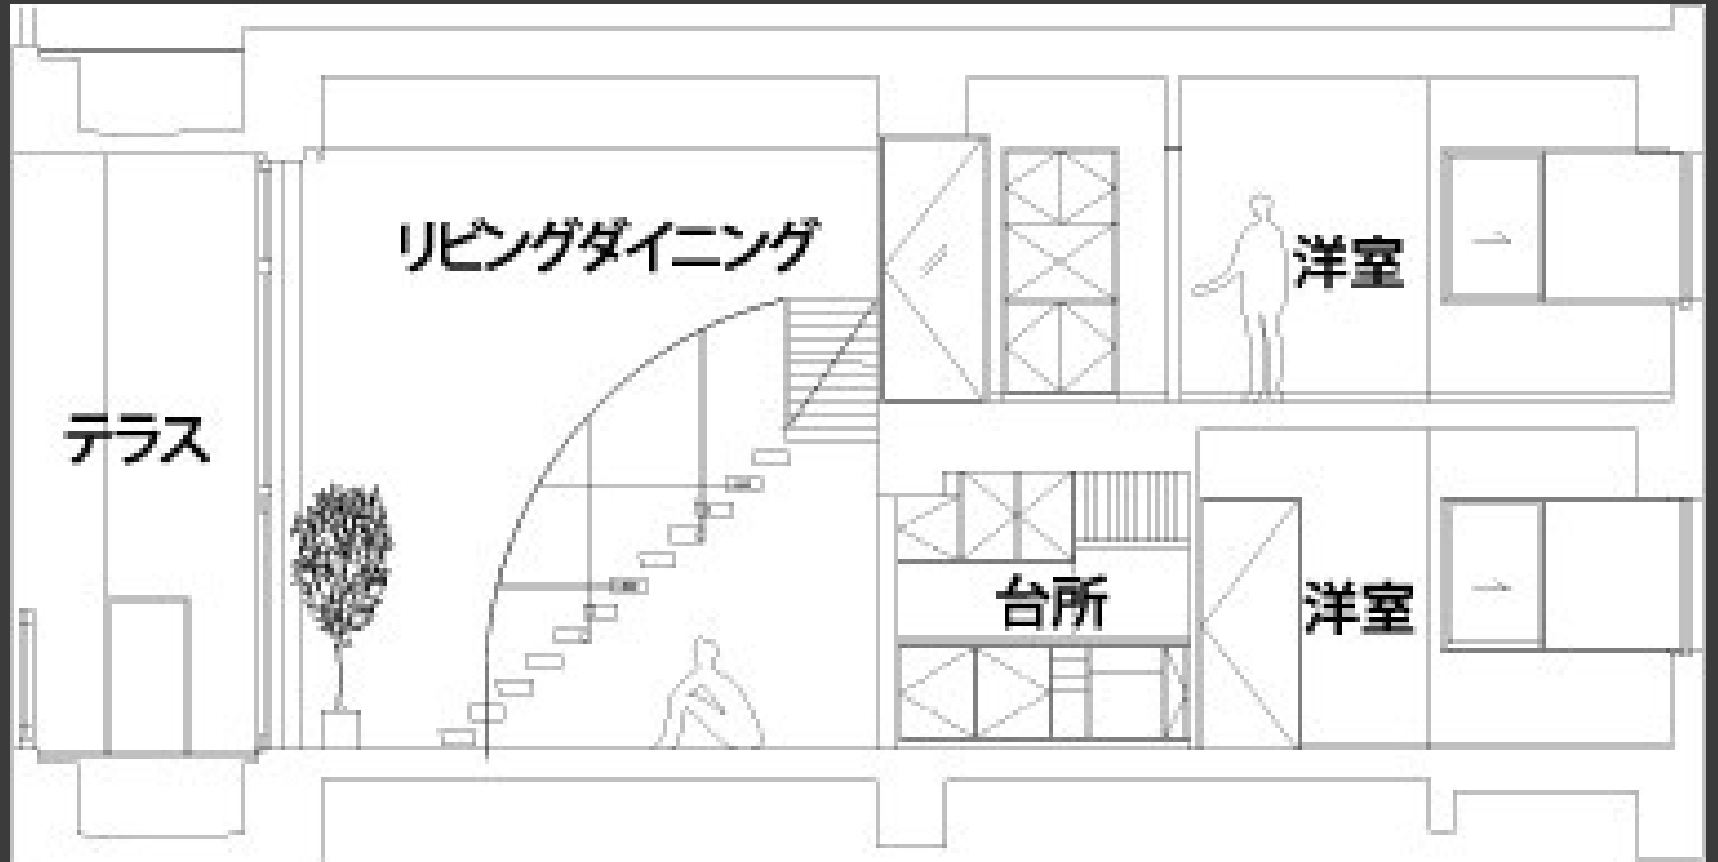 リビングダイニング
洋室
テラス
台所
洋室